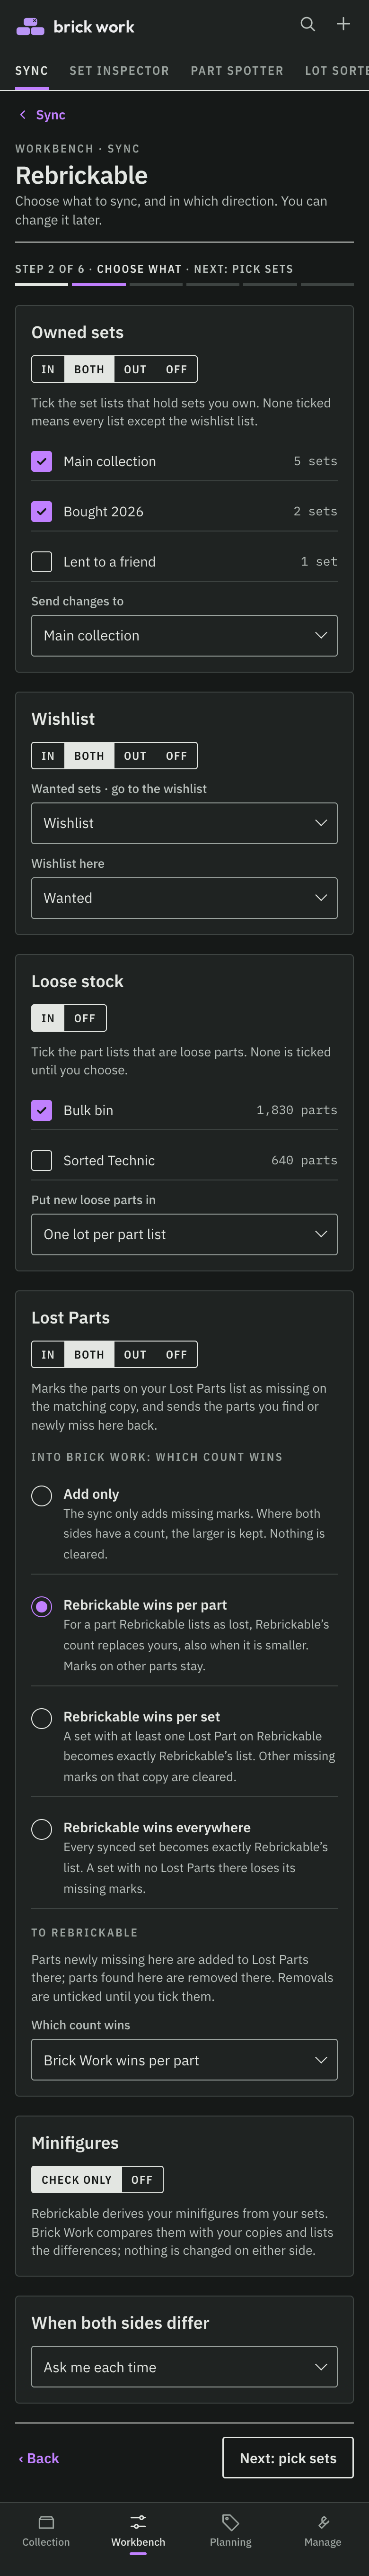 brick work
SYNC SET INSPECTOR PART SPOTTER LOT SORTE
Sync
WORKBENCH · SYNC
Rebrickable
Choose what to sync, and in which direction. You can
change it later.
STEP 2 OF 6 · CHOOSE WHAT · NEXT: PICK SETS
Owned sets
IN BOTH OUT OFF
Tick the set lists that hold sets you own. None ticked
means every list except the wishlist list.
Main collection 5 sets
Bought 2026 2 sets
Lent to a friend 1 set
Send changes to
Main collection
Wishlist
IN BOTH OUT OFF
Wanted sets · go to the wishlist
Wishlist
Wishlist here
Wanted
Loose stock
IN OFF
Tick the part lists that are loose parts. None is ticked
until you choose.
Bulk bin 1,830 parts
Sorted Technic 640 parts
Put new loose parts in
One lot per part list
Lost Parts
IN BOTH OUT OFF
Marks the parts on your Lost Parts list as missing on
the matching copy, and sends the parts you find or
newly miss here back.
INTO BRICK WORK: WHICH COUNT WINS
Add only
The sync only adds missing marks. Where both
sides have a count, the larger is kept. Nothing is
cleared.
Rebrickable wins per part
For a part Rebrickable lists as lost, Rebrickable's
count replaces yours, also when it is smaller.
Marks on other parts stay.
Rebrickable wins per set
A set with at least one Lost Part on Rebrickable
becomes exactly Rebrickable's list. Other missing
marks on that copy are cleared.
Rebrickable wins everywhere
Every synced set becomes exactly Rebrickable's
list. A set with no Lost Parts there loses its
missing marks.
TO REBRICKABLE
Parts newly missing here are added to Lost Parts
there; parts found here are removed there. Removals
are unticked until you tick them.
Which count wins
Brick Work wins per part
Minifigures
CHECK ONLY OFF
Rebrickable derives your minifigures from your sets.
Brick Work compares them with your copies and lists
the differences; nothing is changed on either side.
When both sides differ
Ask me each time
‹ Back Next: pick sets
Collection Workbench Planning Manage